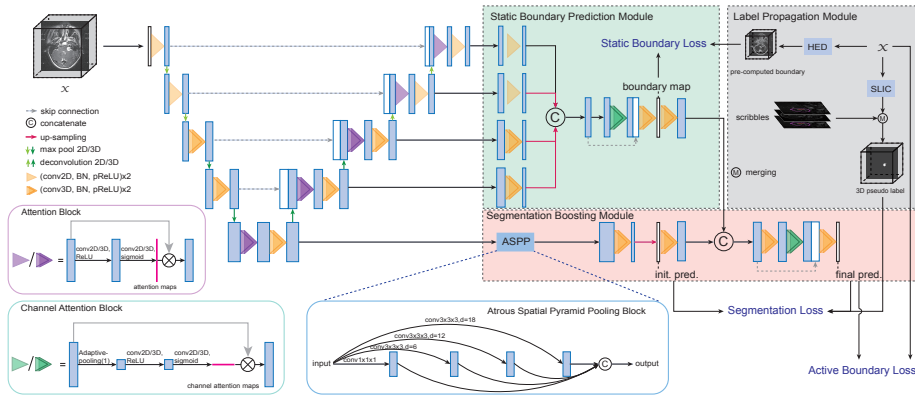 Static Boundary Prediction Module
Label Propagation Module
x
Static Boundary Loss
HED
x
pre-computed boundary
SLIC
boundary map
scribbles
C
M
M merging
3D pseudo label
skip connection
C concatenate
up-sampling
max pool 2D/3D
deconvolution 2D/3D
(conv2D, BN, pReLU)x2
(conv3D, BN, pReLU)x2
Segmentation Boosting Module
ASPP
C
init. pred.
final pred.
Attention Block
conv2D/3D,
ReLU
conv2D/3D,
sigmoid
attention maps
Channel Attention Block
Adaptive-
pooling(1)
conv2D/3D,
ReLU
conv2D/3D,
sigmoid
channel attention maps
Atrous Spatial Pyramid Pooling Block
conv3x3x3,d=18
conv3x3x3,d=12
conv3x3x3,d=6
conv1x1x1
input
C
output
Segmentation Loss
Active Boundary Loss